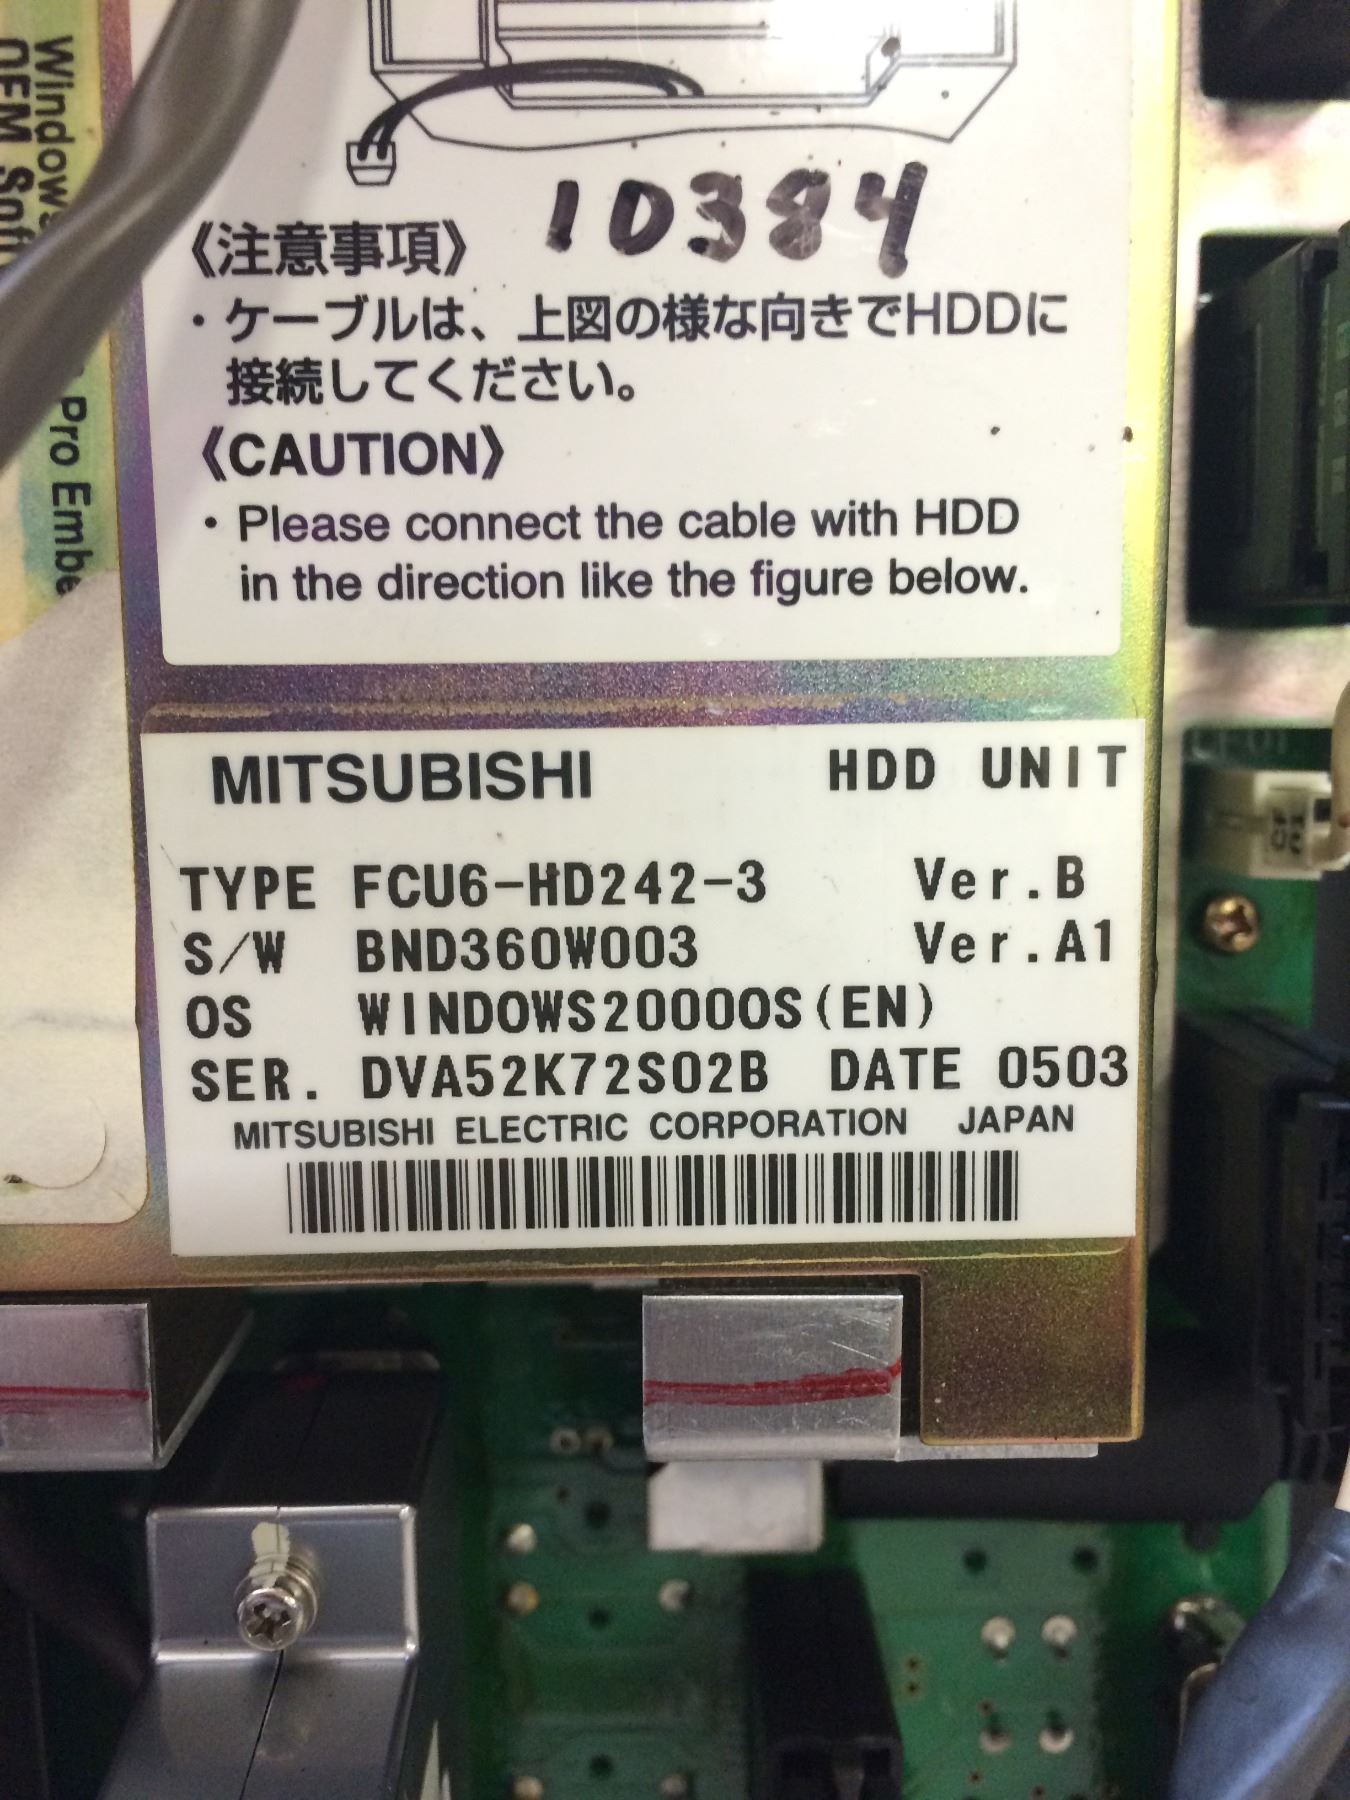 10384
《注意事項》
・ケーブルは、上図の様な向きでHDDに
接続してください。
《CAUTION》
・Please connect the cable with HDD
in the direction like the figure below.
MITSUBISHI HDD UNIT
TYPE FCU6-HD242-3 Ver.B
S/W BND360W003 Ver.A1
OS WINDOWS2000OS(EN)
SER. DVA52K72S02B DATE 0503
MITSUBISHI ELECTRIC CORPORATION JAPAN
Windows
Pro
OEM